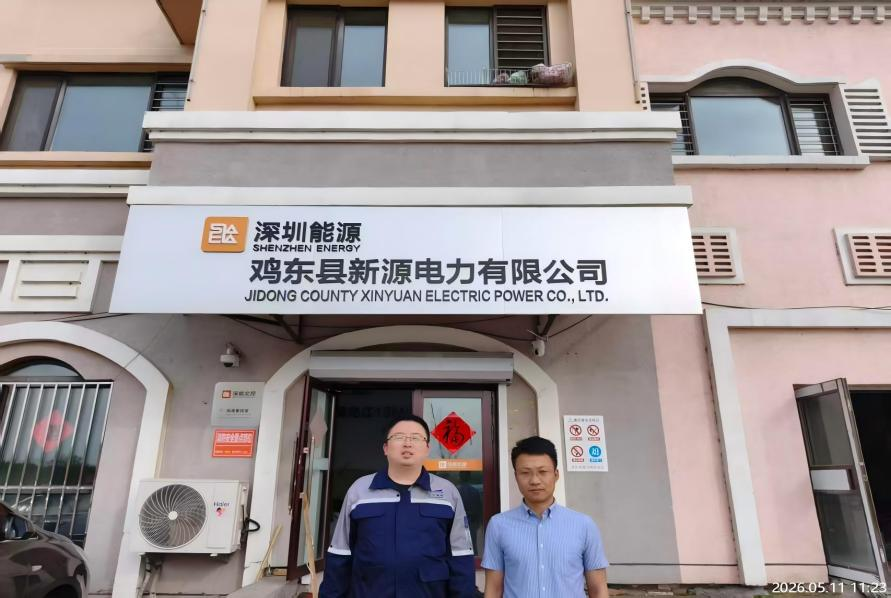 深圳能源
SHENZHEN ENERGY
鸡东县新源电力有限公司
JIDONG COUNTY XINYUAN ELECTRIC POWER CO., LTD.
福
Haier
2026.05.11 11:23